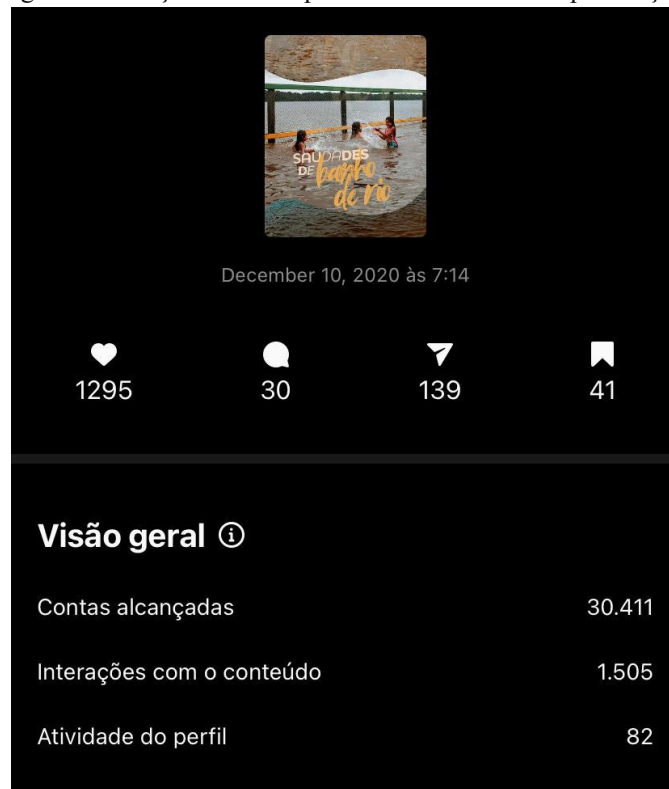 SAUDADES
DE banho
de rio
December 10, 2020 às 7:14
1295 30 139 41
Visão geral
Contas alcançadas 30.411
Interações com o conteúdo 1.505
Atividade do perfil 82